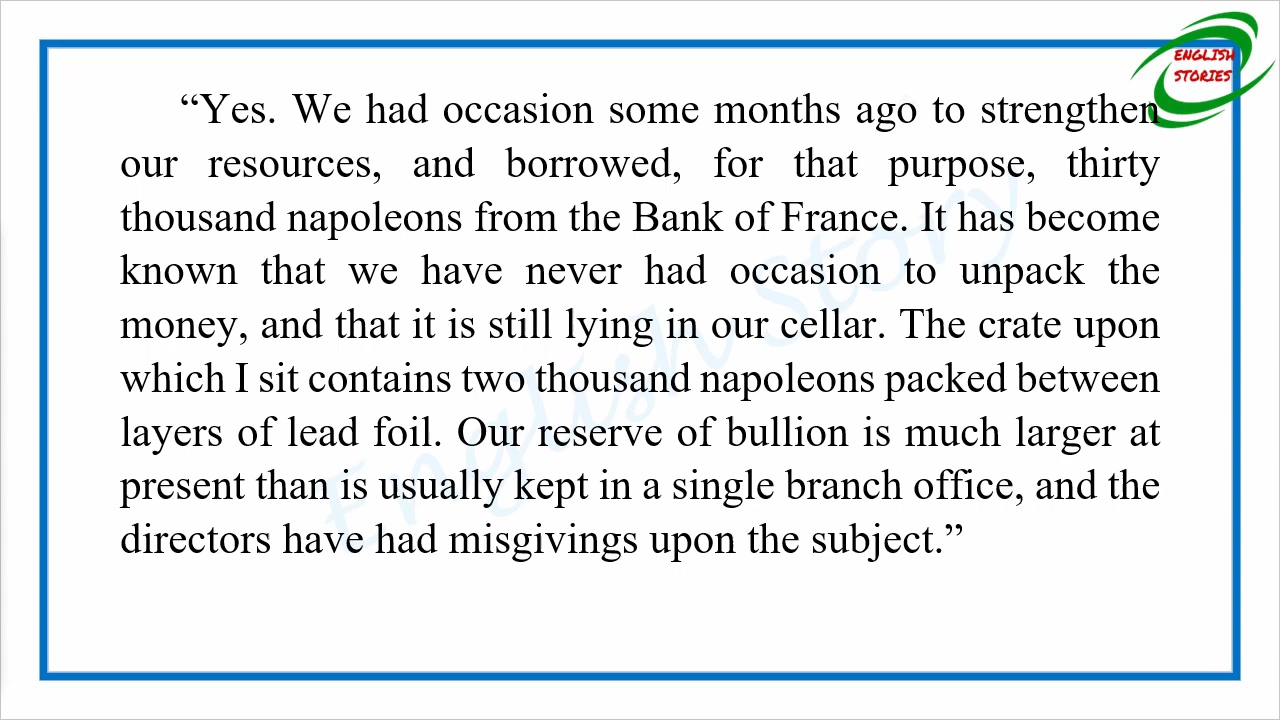 ENGLISH
STORIES
“Yes. We had occasion some months ago to strengthen
our resources, and borrowed, for that purpose, thirty
thousand napoleons from the Bank of France. It has become
known that we have never had occasion to unpack the
money, and that it is still lying in our cellar. The crate upon
which I sit contains two thousand napoleons packed between
layers of lead foil. Our reserve of bullion is much larger at
present than is usually kept in a single branch office, and the
directors have had misgivings upon the subject.”
English Story